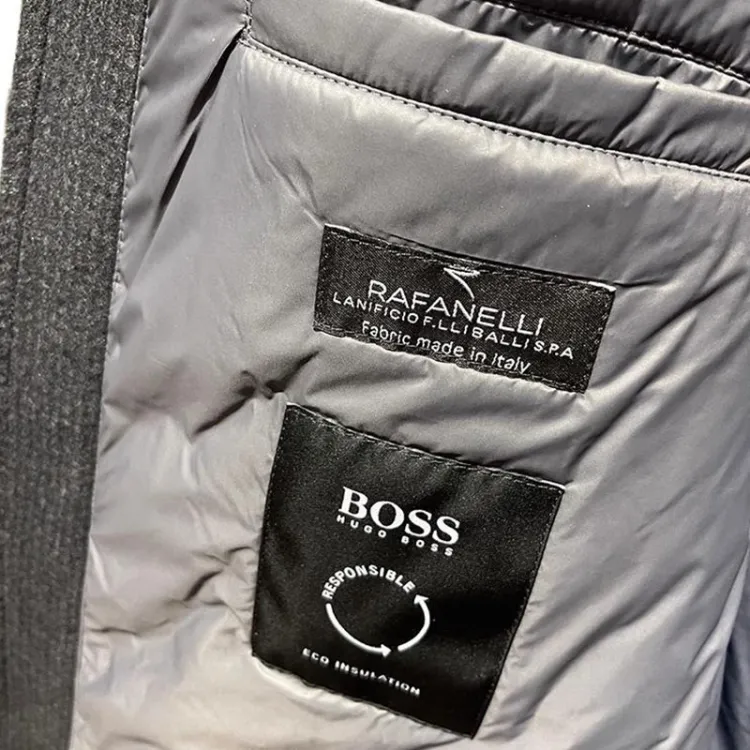 RAFANELLI
LANIFICIO F.LLI BALLI S.P.A
Fabric made in Italy
BOSS
HUGO BOSS
RESPONSIBLE
ECO INSULATION